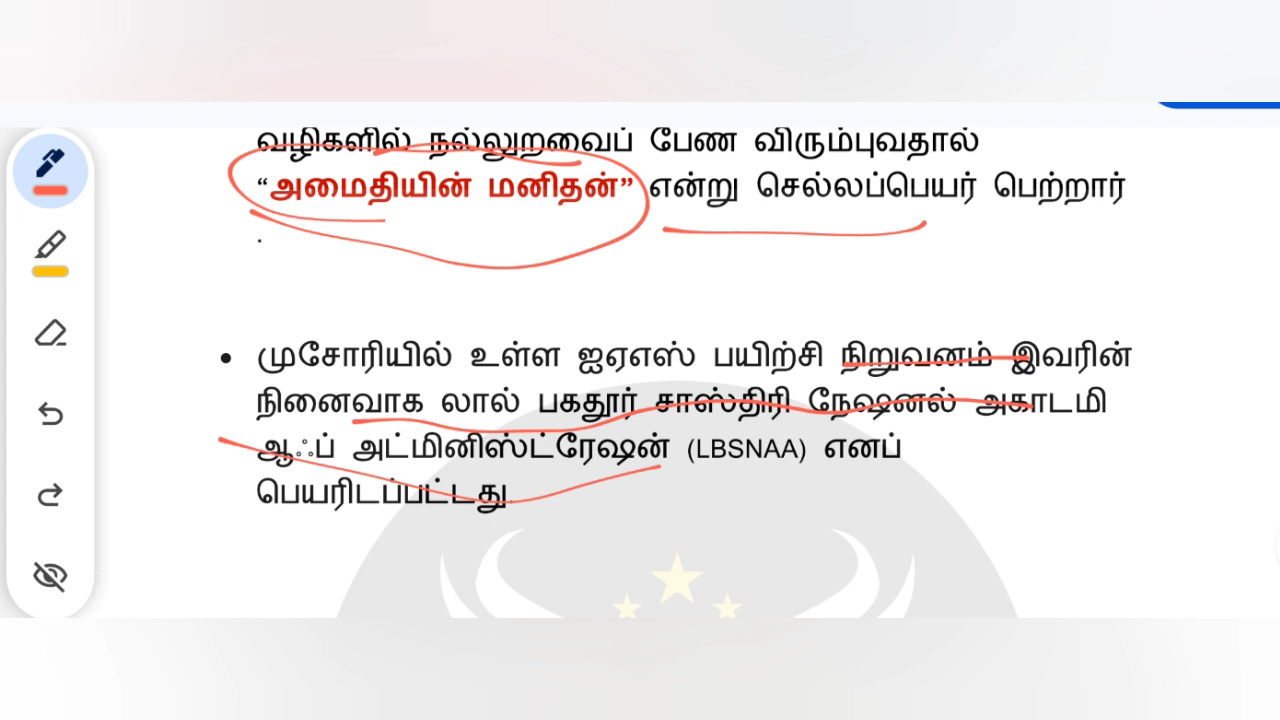 வழிகளில் நல்லுறவைப் பேண விரும்புவதால்
“அமைதியின் மனிதன்” என்று செல்லப்பெயர் பெற்றார்
.
• முசோரியில் உள்ள ஐஏஎஸ் பயிற்சி நிறுவனம் இவரின்
நினைவாக லால் பகதூர் சாஸ்திரி நேஷனல் அகாடமி
ஆஃப் அட்மினிஸ்ட்ரேஷன் (LBSNAA) எனப்
பெயரிடப்பட்டது